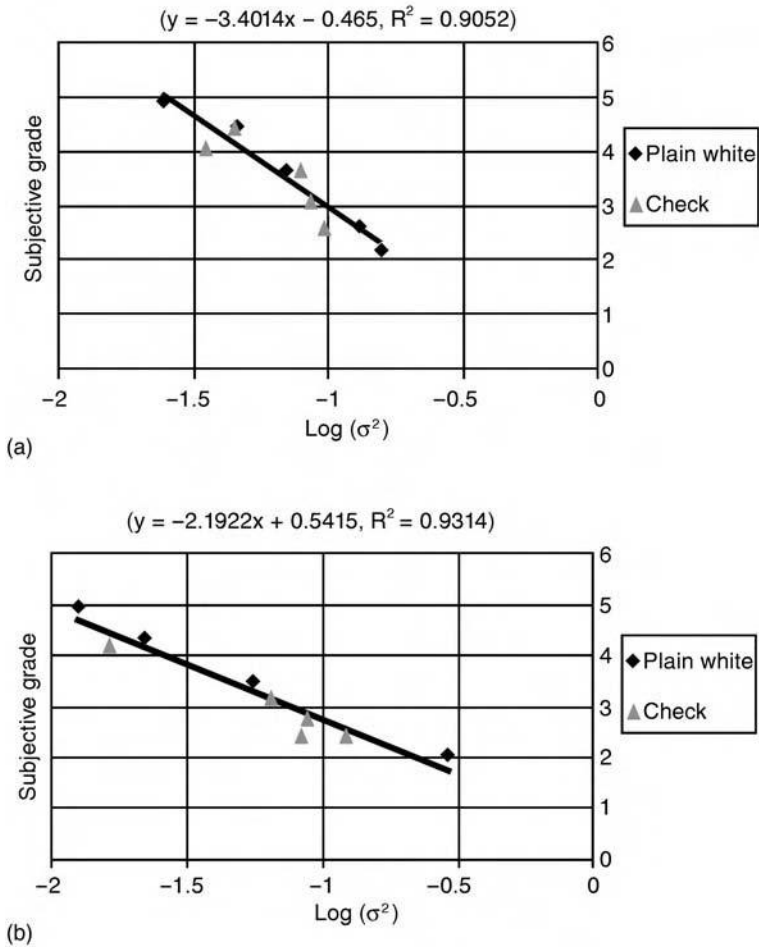 (y = −3.4014x − 0.465, R² = 0.9052)
6
5
4
3
2
1
0
Subjective grade
Plain white
Check
−2 −1.5 −1 −0.5 0
Log (σ²)
(a)
(y = −2.1922x + 0.5415, R² = 0.9314)
6
5
4
3
2
1
0
Subjective grade
Plain white
Check
−2 −1.5 −1 −0.5 0
Log (σ²)
(b)